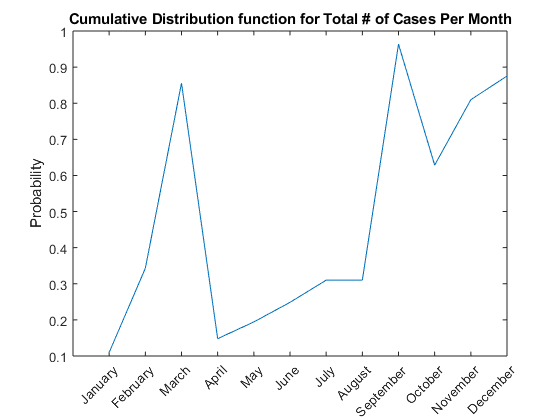 Cumulative Distribution function for Total # of Cases Per Month
1
0.9
0.8
0.7
0.6
0.5
0.4
0.3
0.2
0.1
Probability
January
February
March
April
May
June
July
August
September
October
November
December